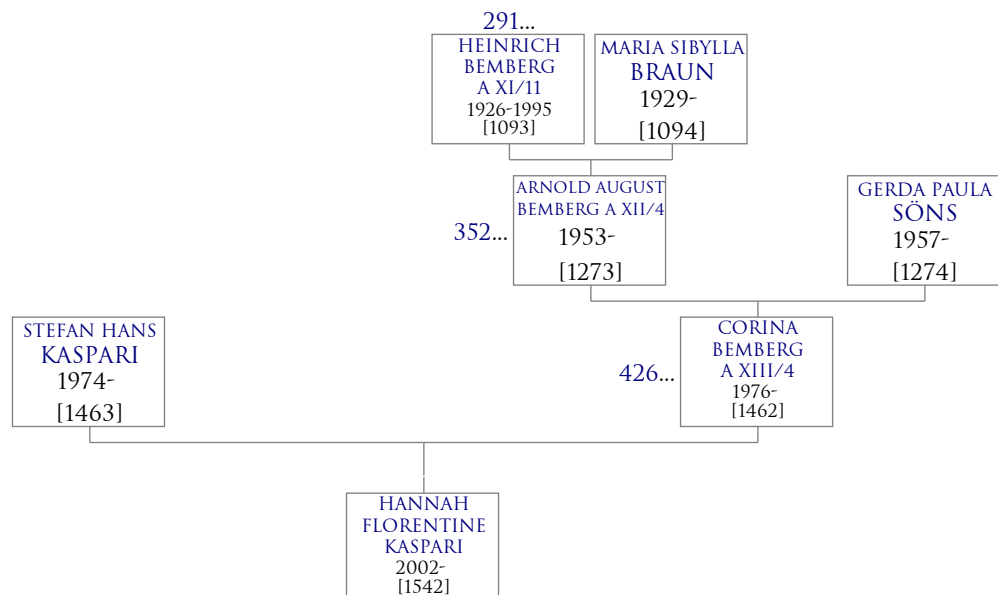 291...
HEINRICH
BEMBERG
A XI/11
1926-1995
[1093]
MARIA SIBYLLA
BRAUN
1929-
[1094]
352...
ARNOLD AUGUST
BEMBERG A XII/4
1953-
[1273]
GERDA PAULA
SÖNS
1957-
[1274]
STEFAN HANS
KASPARI
1974-
[1463]
426...
CORINA
BEMBERG
A XIII/4
1976-
[1462]
HANNAH
FLORENTINE
KASPARI
2002-
[1542]